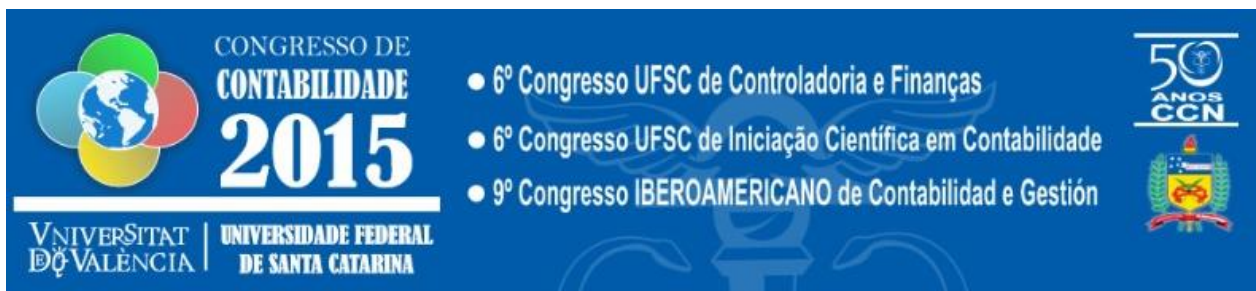 CONGRESSO DE
CONTABILIDADE
2015
VNIVERSITAT
D VALÈNCIA
UNIVERSIDADE FEDERAL
DE SANTA CATARINA
● 6º Congresso UFSC de Controladoria e Finanças
● 6º Congresso UFSC de Iniciação Científica em Contabilidade
● 9º Congresso IBEROAMERICANO de Contabilidad e Gestión
50
ANOS
CCN